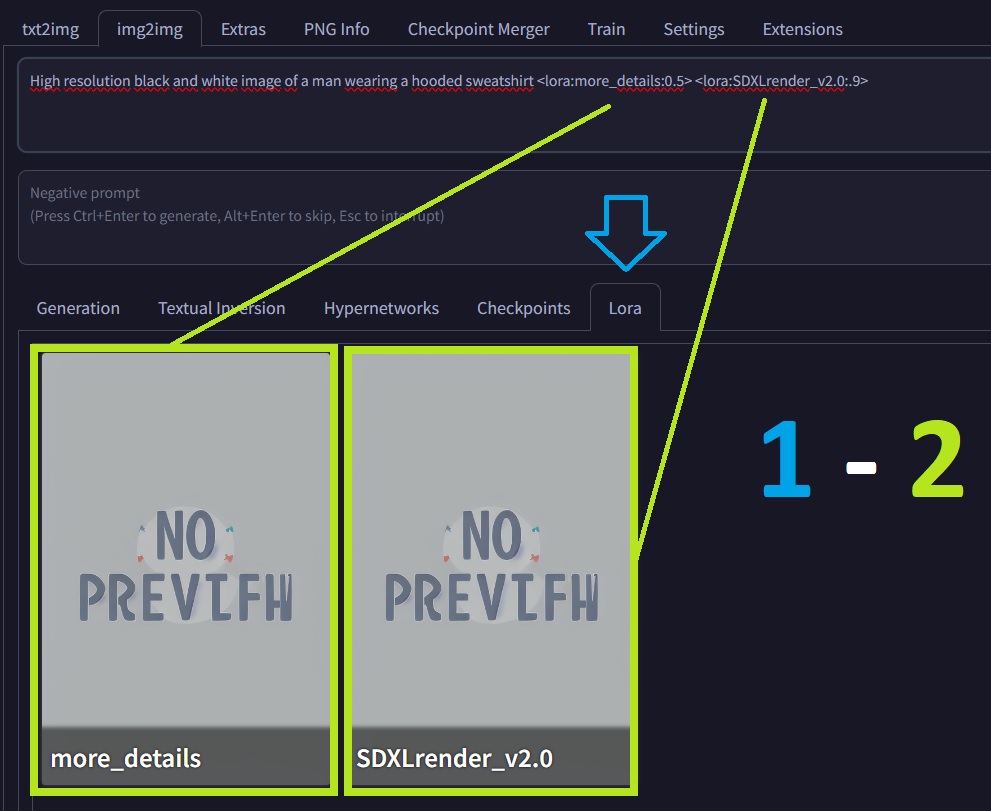 txt2img img2img Extras PNG Info Checkpoint Merger Train Settings Extensions
High resolution black and white image of a man wearing a hooded sweatshirt <lora:more_details:0.5> <lora:SDXLrender_v2.0:.9>
Negative prompt
(Press Ctrl+Enter to generate, Alt+Enter to skip, Esc to interrupt)
Generation Textual Inversion Hypernetworks Checkpoints Lora
1 - 2
NO NO
PREVIFW PREVIFW
more_details SDXLrender_v2.0